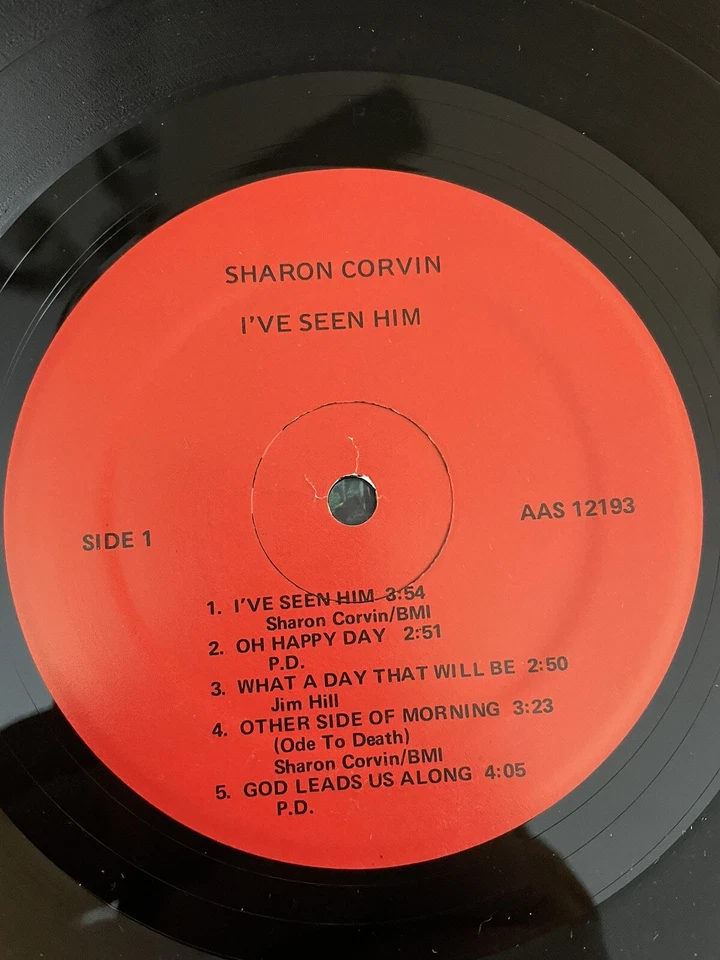 SHARON CORVIN
I'VE SEEN HIM
SIDE 1
AAS 12193
1. I'VE SEEN HIM 3:54
Sharon Corvin/BMI
2. OH HAPPY DAY 2:51
P.D.
3. WHAT A DAY THAT WILL BE 2:50
Jim Hill
4. OTHER SIDE OF MORNING 3:23
(Ode To Death)
Sharon Corvin/BMI
5. GOD LEADS US ALONG 4:05
P.D.